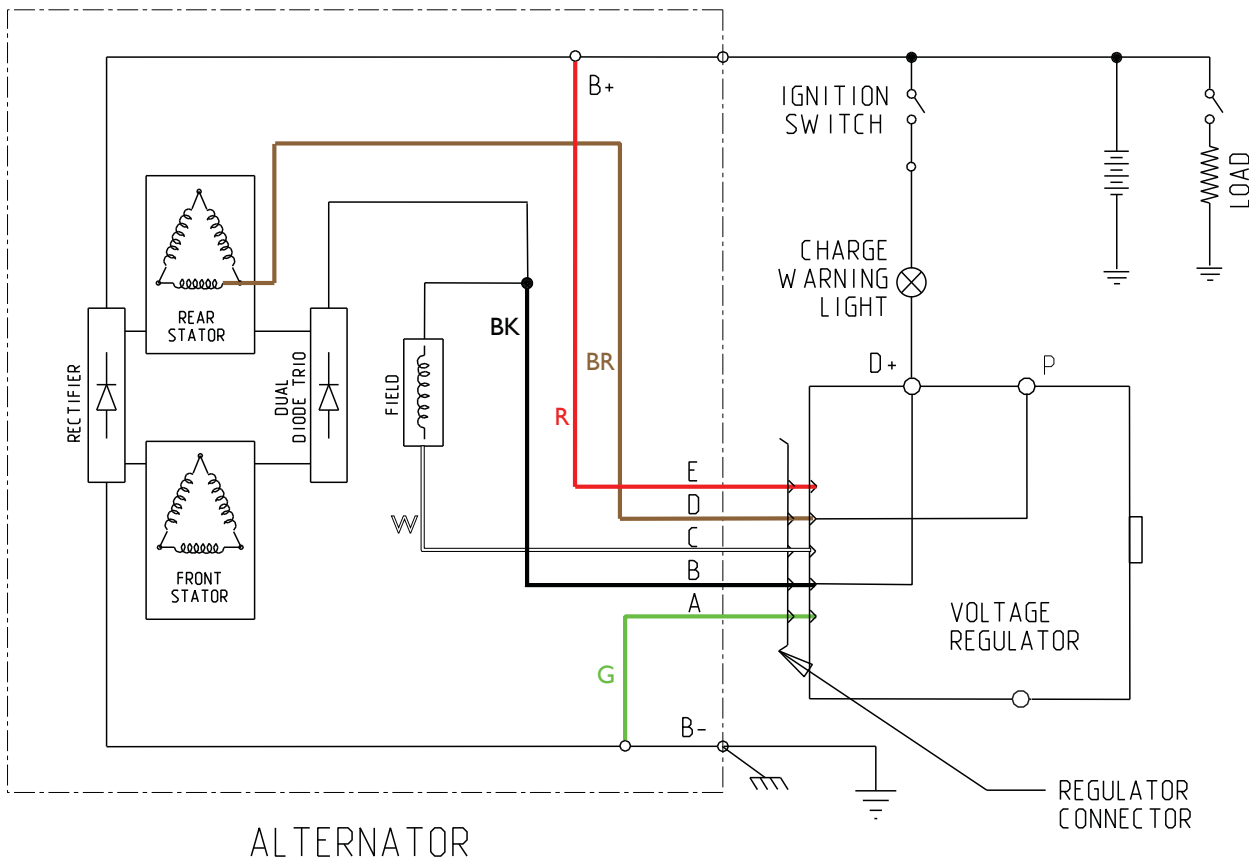 B+
IGNITION
SWITCH
LOAD
REAR
STATOR
CHARGE
WARNING
LIGHT
BK
BR
RECTIFIER
DUAL
DIODE TRIO
FIELD
D+
P
R
E
D
W
C
B
A
FRONT
STATOR
VOLTAGE
REGULATOR
G
B-
REGULATOR
CONNECTOR
ALTERNATOR